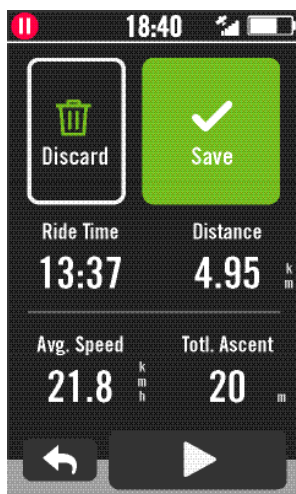 18:40
Discard Save
Ride Time Distance
13:37 4.95 km
Avg. Speed Totl. Ascent
21.8 kmh 20 m